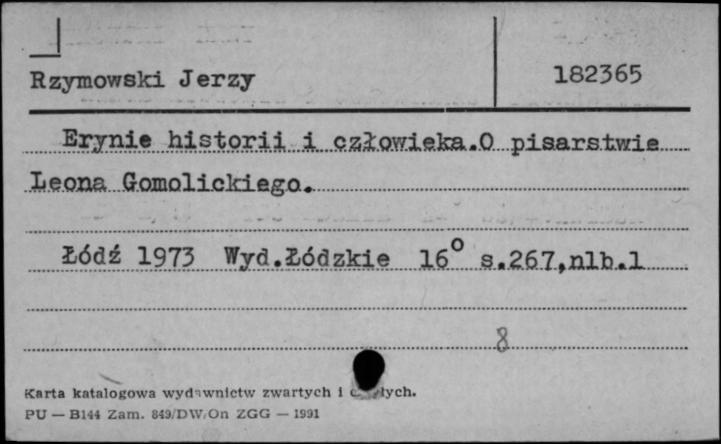 Rzymowski Jerzy 182365
Erynie historii i człowieka.O pisarstwie
Leona Gomolickiego.
Łódź 1973 Wyd.Łódzkie 16° s.267,nlb.1
8
Karta katalogowa wydawnictw zwartych i
PU — B144 Zam. 849/DW/On ZGG — 1991